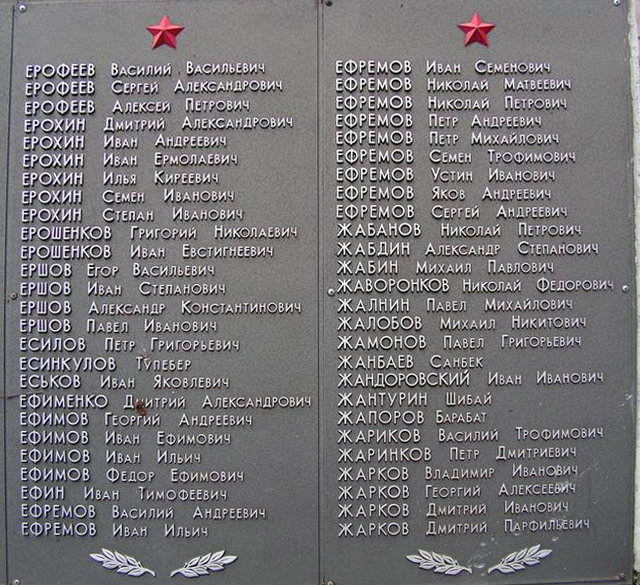 ЕРОФЕЕВ ВАСИЛИЙ ВАСИЛЬЕВИЧ
ЕРОФЕЕВ СЕРГЕЙ АЛЕКСАНДРОВИЧ
ЕРОФЕЕВ АЛЕКСЕЙ ПЕТРОВИЧ
ЕРОХИН ДМИТРИЙ АЛЕКСАНДРОВИЧ
ЕРОХИН ИВАН АНДРЕЕВИЧ
ЕРОХИН ИВАН ЕРМОЛАЕВИЧ
ЕРОХИН ИЛЬЯ КИРЕЕВИЧ
ЕРОХИН СЕМЕН ИВАНОВИЧ
ЕРОХИН СТЕПАН ИВАНОВИЧ
ЕРОШЕНКОВ ГРИГОРИЙ НИКОЛАЕВИЧ
ЕРОШЕНКОВ ИВАН ЕВСТИГНЕЕВИЧ
ЕРШОВ ЕГОР ВАСИЛЬЕВИЧ
ЕРШОВ ИВАН СТЕПАНОВИЧ
ЕРШОВ АЛЕКСАНДР КОНСТАНТИНОВИЧ
ЕРШОВ ПАВЕЛ ИВАНОВИЧ
ЕСИЛОВ ПЕТР ГРИГОРЬЕВИЧ
ЕСИНКУЛОВ ТУПЕБЕР
ЕСЬКОВ ИВАН ЯКОВЛЕВИЧ
ЕФИМЕНКО ДМИТРИЙ АЛЕКСАНДРОВИЧ
ЕФИМОВ ГЕОРГИЙ АНДРЕЕВИЧ
ЕФИМОВ ИВАН ЕФИМОВИЧ
ЕФИМОВ ИВАН ИЛЬИЧ
ЕФИМОВ ФЕДОР ЕФИМОВИЧ
ЕФИН ИВАН ТИМОФЕЕВИЧ
ЕФРЕМОВ ВАСИЛИЙ АНДРЕЕВИЧ
ЕФРЕМОВ ИВАН ИЛЬИЧ
ЕФРЕМОВ ИВАН СЕМЕНОВИЧ
ЕФРЕМОВ НИКОЛАЙ МАТВЕЕВИЧ
ЕФРЕМОВ НИКОЛАЙ ПЕТРОВИЧ
ЕФРЕМОВ ПЕТР АНДРЕЕВИЧ
ЕФРЕМОВ ПЕТР МИХАЙЛОВИЧ
ЕФРЕМОВ СЕМЕН ТРОФИМОВИЧ
ЕФРЕМОВ УСТИН ИВАНОВИЧ
ЕФРЕМОВ ЯКОВ АНДРЕЕВИЧ
ЕФРЕМОВ СЕРГЕЙ АНДРЕЕВИЧ
ЖАБАНОВ НИКОЛАЙ ПЕТРОВИЧ
ЖАБДИН АЛЕКСАНДР СТЕПАНОВИЧ
ЖАБИН МИХАИЛ ПАВЛОВИЧ
ЖАВОРОНКОВ НИКОЛАЙ ФЕДОРОВИЧ
ЖАЛНИН ПАВЕЛ МИХАЙЛОВИЧ
ЖАЛОБОВ МИХАИЛ НИКИТОВИЧ
ЖАМОНОВ ПАВЕЛ ГРИГОРЬЕВИЧ
ЖАНБАЕВ САНБЕК
ЖАНДОРОВСКИЙ ИВАН ИВАНОВИЧ
ЖАНТУРИН ШИБАЙ
ЖАПОРОВ БАРАБАТ
ЖАРИКОВ ВАСИЛИЙ ТРОФИМОВИЧ
ЖАРИНКОВ ПЕТР ДМИТРИЕВИЧ
ЖАРКОВ ВЛАДИМИР ИВАНОВИЧ
ЖАРКОВ ГЕОРГИЙ АЛЕКСЕЕВИЧ
ЖАРКОВ ДМИТРИЙ ИВАНОВИЧ
ЖАРКОВ ДМИТРИЙ ПАРФИЛЬЕВИЧ